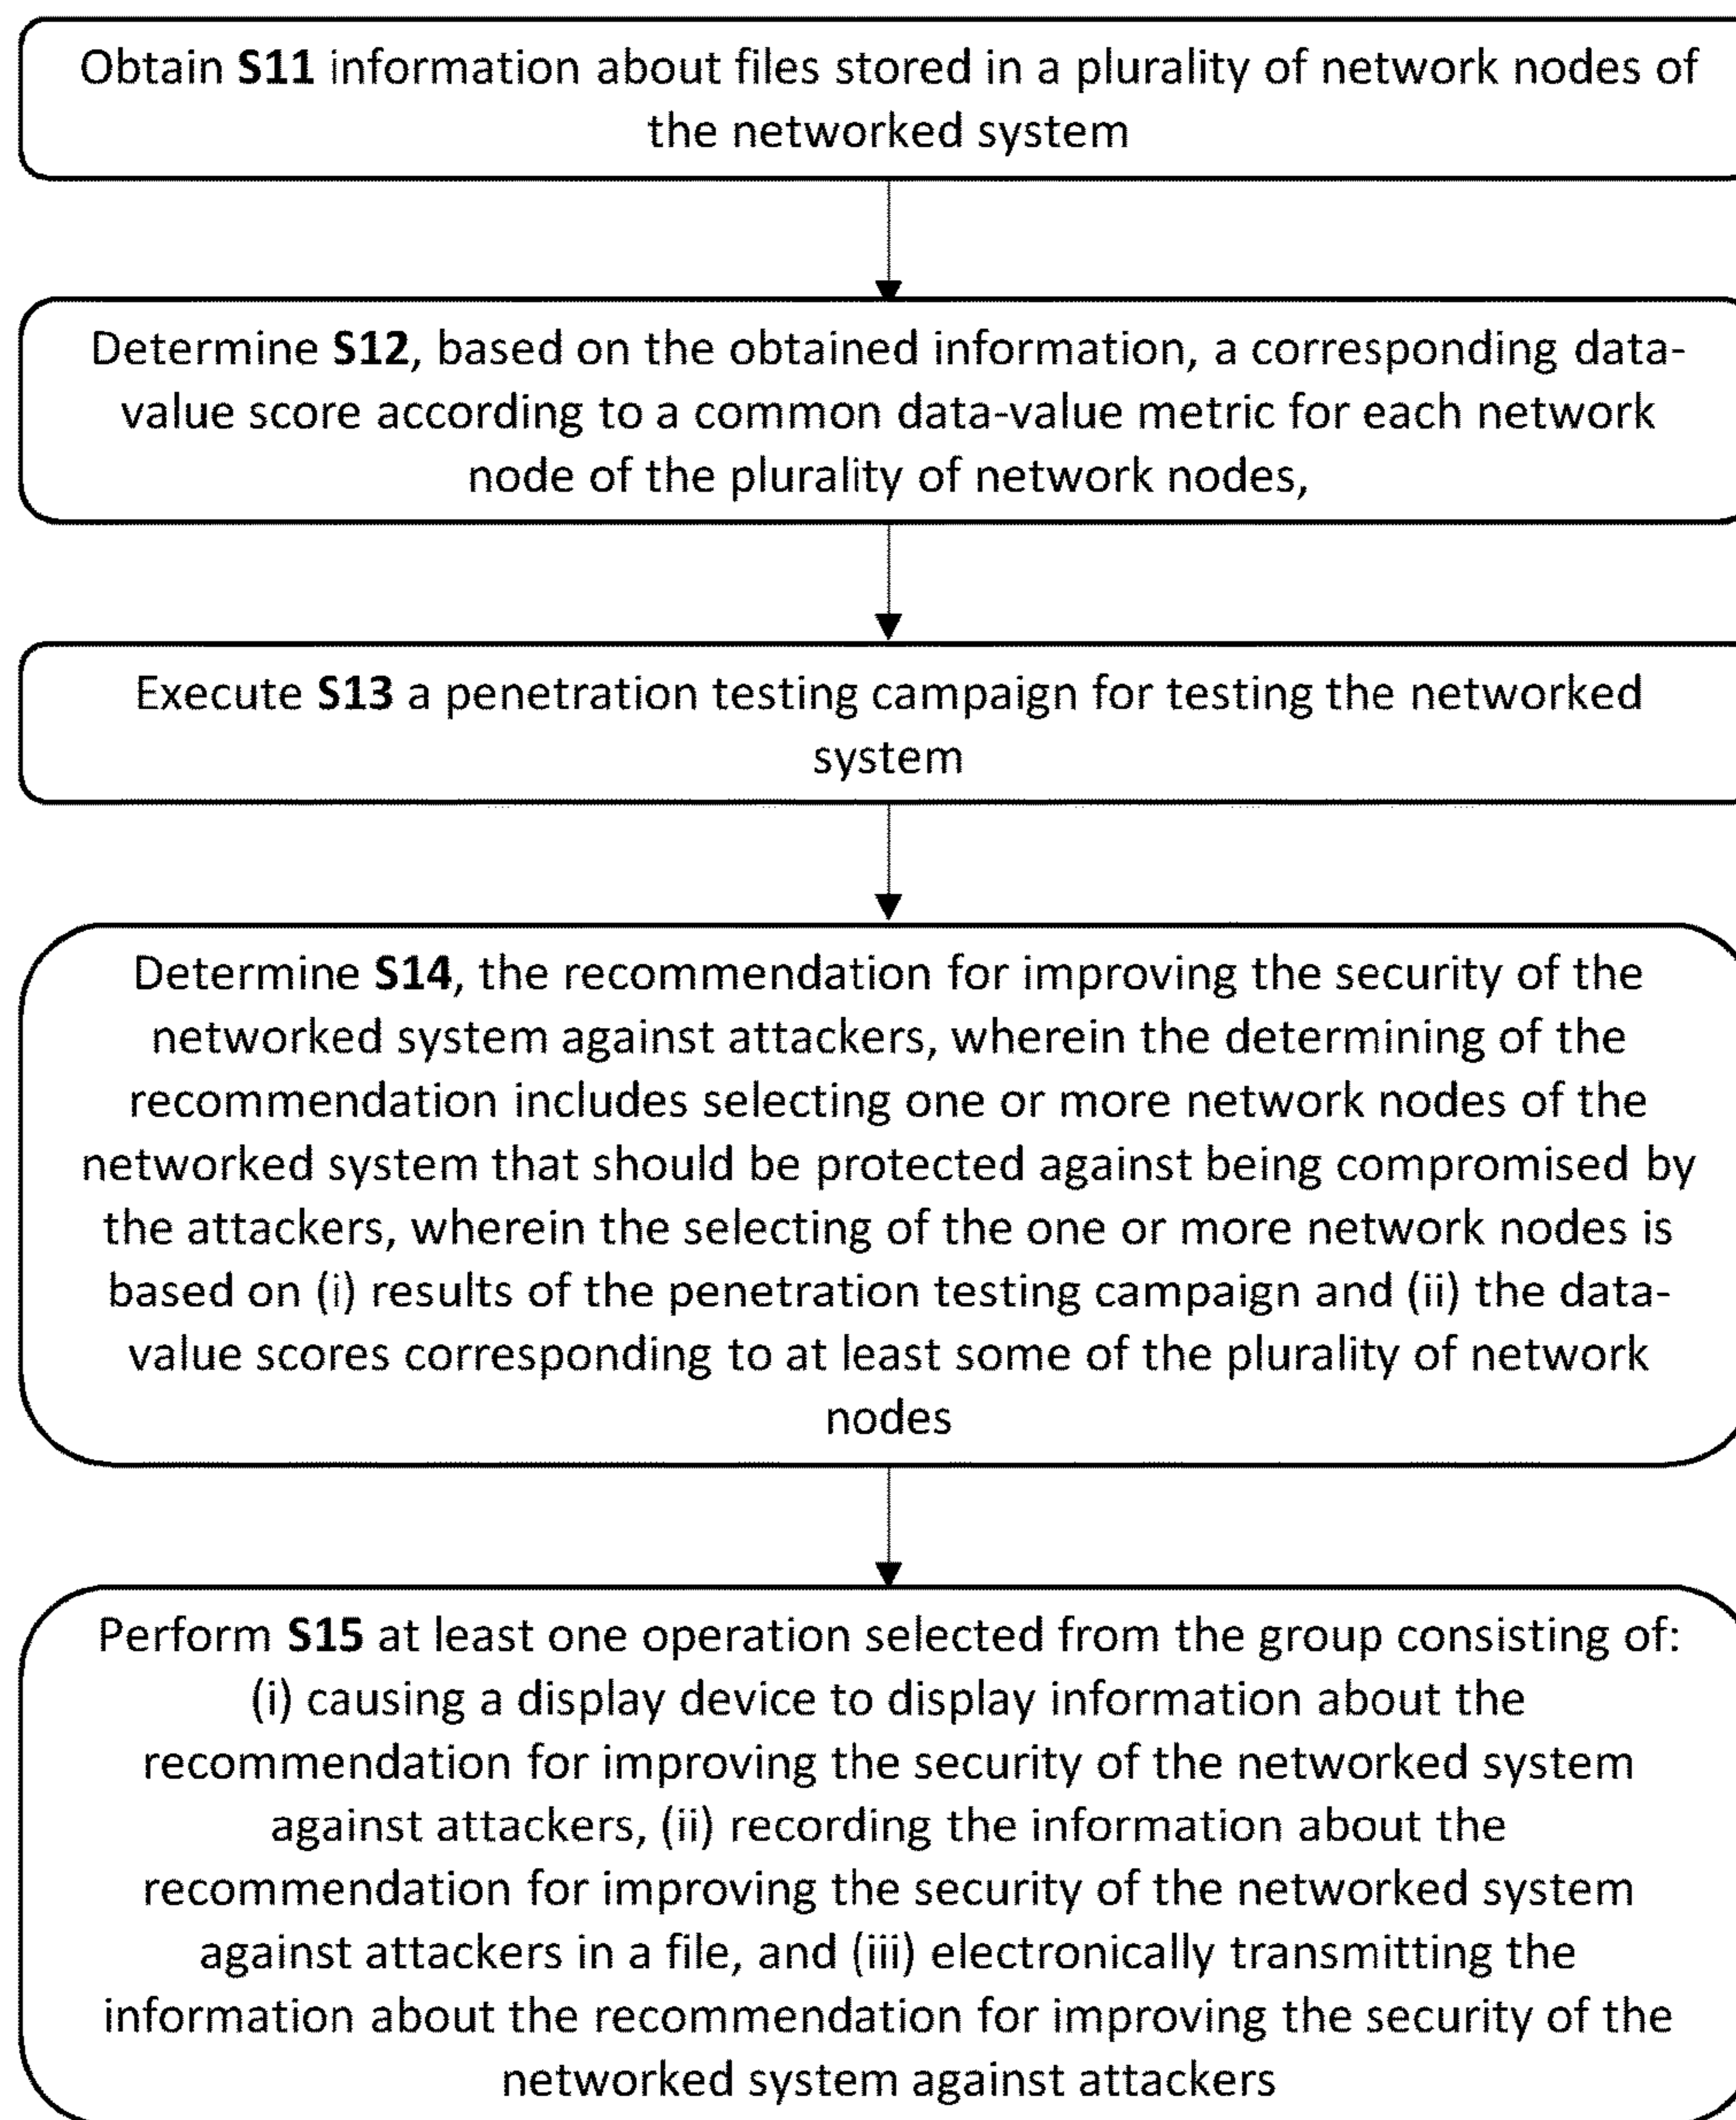 Obtain S11 information about files stored in a plurality of network nodes of
the networked system
Determine S12, based on the obtained information, a corresponding data-
value score according to a common data-value metric for each network
node of the plurality of network nodes,
Execute S13 a penetration testing campaign for testing the networked
system
Determine S14, the recommendation for improving the security of the
networked system against attackers, wherein the determining of the
recommendation includes selecting one or more network nodes of the
networked system that should be protected against being compromised by
the attackers, wherein the selecting of the one or more network nodes is
based on (i) results of the penetration testing campaign and (ii) the data-
value scores corresponding to at least some of the plurality of network
nodes
Perform S15 at least one operation selected from the group consisting of:
(i) causing a display device to display information about the
recommendation for improving the security of the networked system
against attackers, (ii) recording the information about the
recommendation for improving the security of the networked system
against attackers in a file, and (iii) electronically transmitting the
information about the recommendation for improving the security of the
networked system against attackers